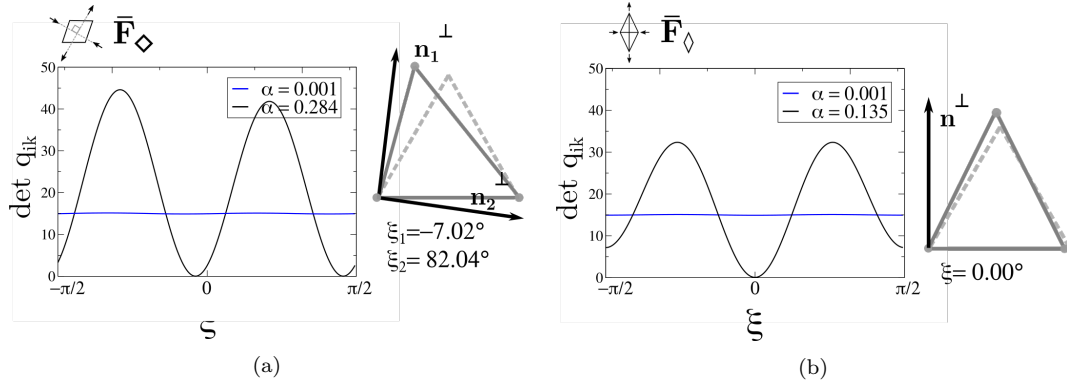 F̄◇
50
40
30
20
10
0
det q_ik
α = 0.001
α = 0.284
−π/2
0
π/2
ξ
n₁⊥
n₂⊥
ξ₁=−7.02°
ξ₂= 82.04°
(a)
F̄◊
50
40
30
20
10
0
det q_ik
α = 0.001
α = 0.135
−π/2
0
π/2
ξ
n⊥
ξ= 0.00°
(b)